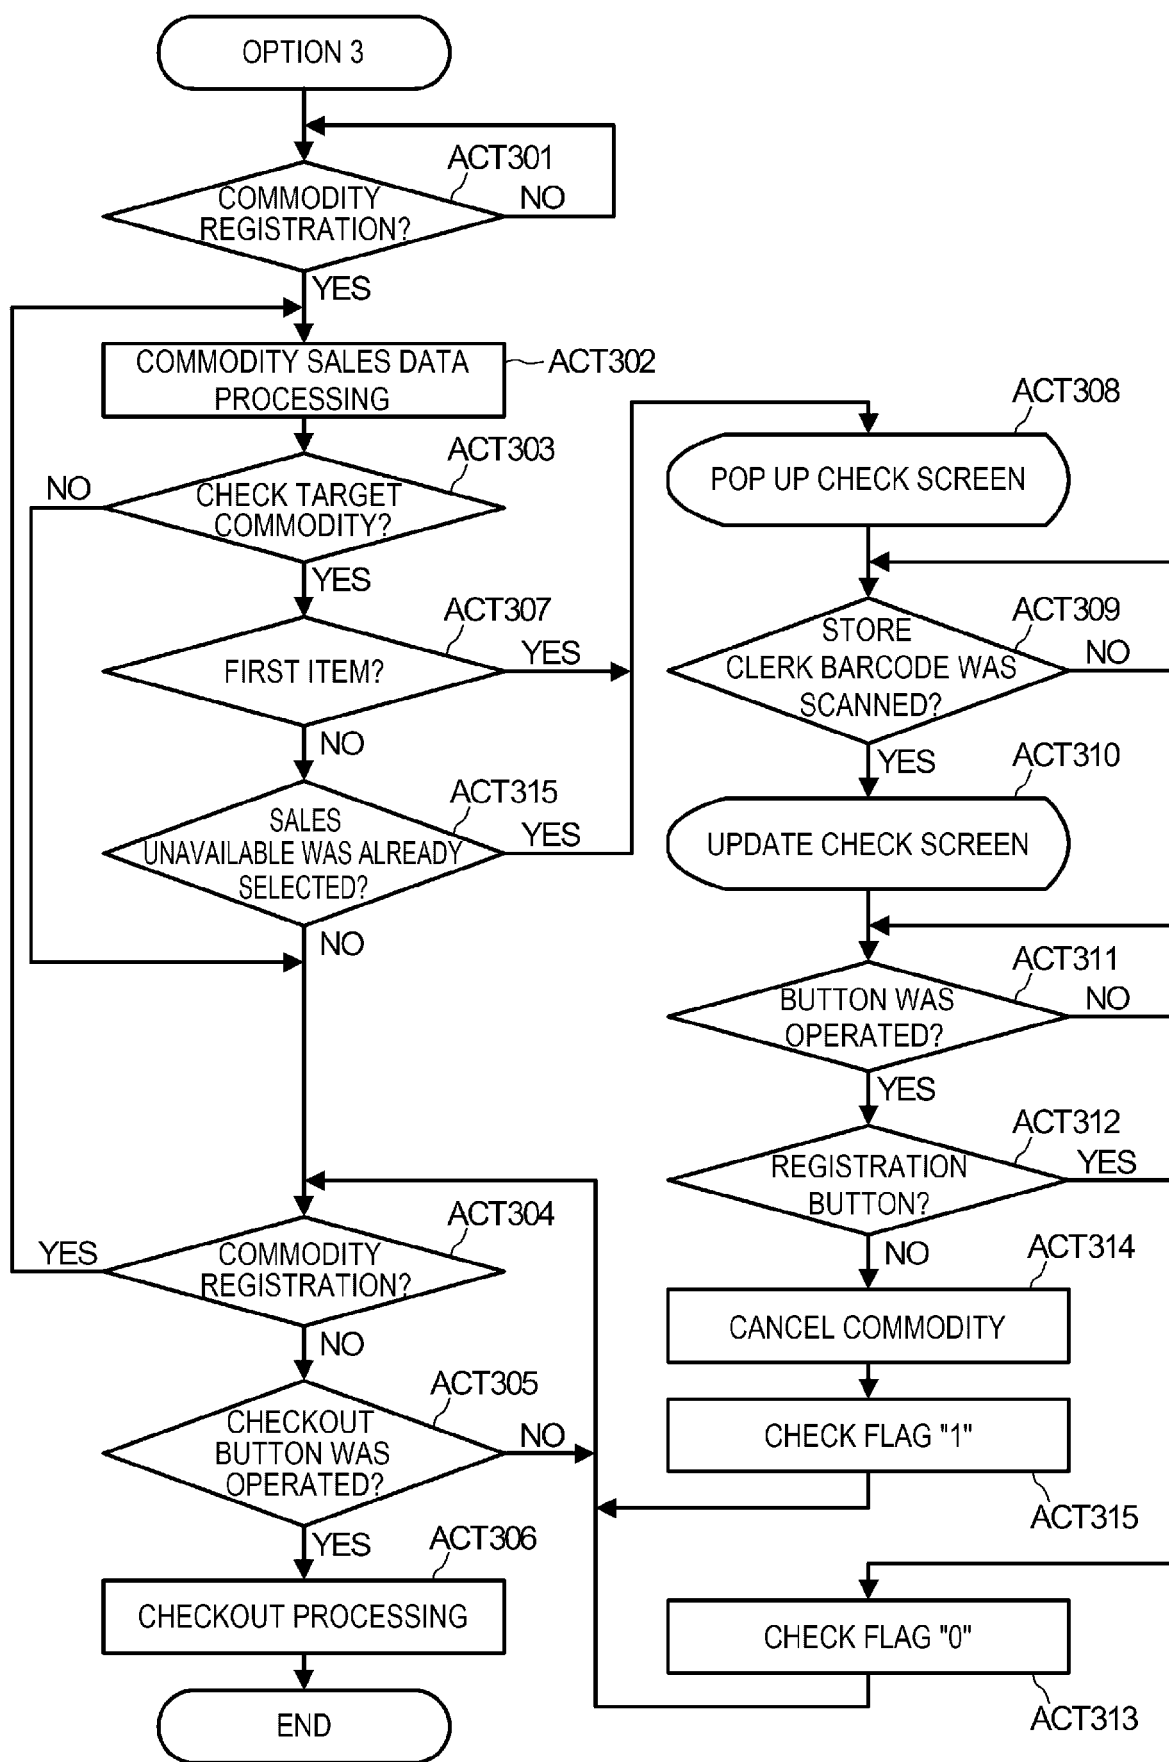 OPTION 3
ACT301
COMMODITY
REGISTRATION?
NO
YES
COMMODITY SALES DATA
PROCESSING
ACT302
ACT303
NO
CHECK TARGET
COMMODITY?
YES
ACT307
FIRST ITEM?
YES
NO
ACT315
SALES
UNAVAILABLE WAS ALREADY
SELECTED?
YES
NO
ACT304
YES
COMMODITY
REGISTRATION?
NO
ACT305
CHECKOUT
BUTTON WAS
OPERATED?
NO
YES
ACT306
CHECKOUT PROCESSING
END
ACT308
POP UP CHECK SCREEN
ACT309
STORE
CLERK BARCODE WAS
SCANNED?
NO
YES
ACT310
UPDATE CHECK SCREEN
ACT311
BUTTON WAS
OPERATED?
NO
YES
ACT312
REGISTRATION
BUTTON?
YES
NO
ACT314
CANCEL COMMODITY
CHECK FLAG "1"
ACT315
CHECK FLAG "0"
ACT313